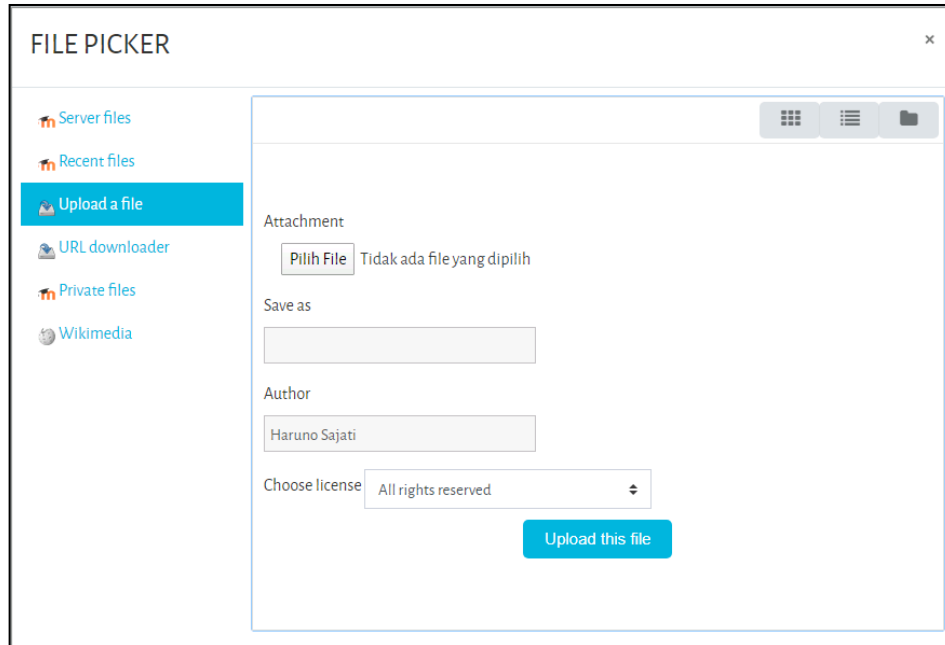 FILE PICKER
×
Server files
Recent files
Upload a file
URL downloader
Private files
Wikimedia
Attachment
Pilih File Tidak ada file yang dipilih
Save as
Author
Haruno Sajati
Choose license All rights reserved
Upload this file